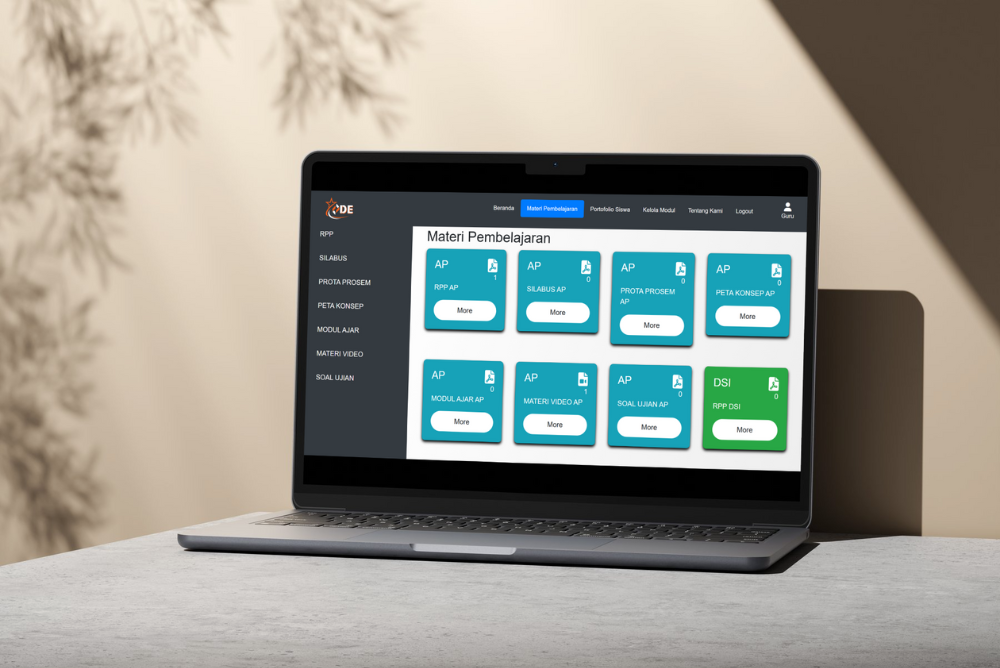 CDE
Beranda
Materi Pembelajaran
Portofolio Siswa
Kelola Modul
Tentang Kami
Logout
Guru
RPP
SILABUS
PROTA PROSEM
PETA KONSEP
MODUL AJAR
MATERI VIDEO
SOAL UJIAN
Materi Pembelajaran
AP
1
RPP AP
More
AP
0
SILABUS AP
More
AP
0
PROTA PROSEM
AP
More
AP
0
PETA KONSEP AP
More
AP
0
MODUL AJAR AP
More
AP
1
MATERI VIDEO AP
More
AP
0
SOAL UJIAN AP
More
DSI
0
RPP DSI
More